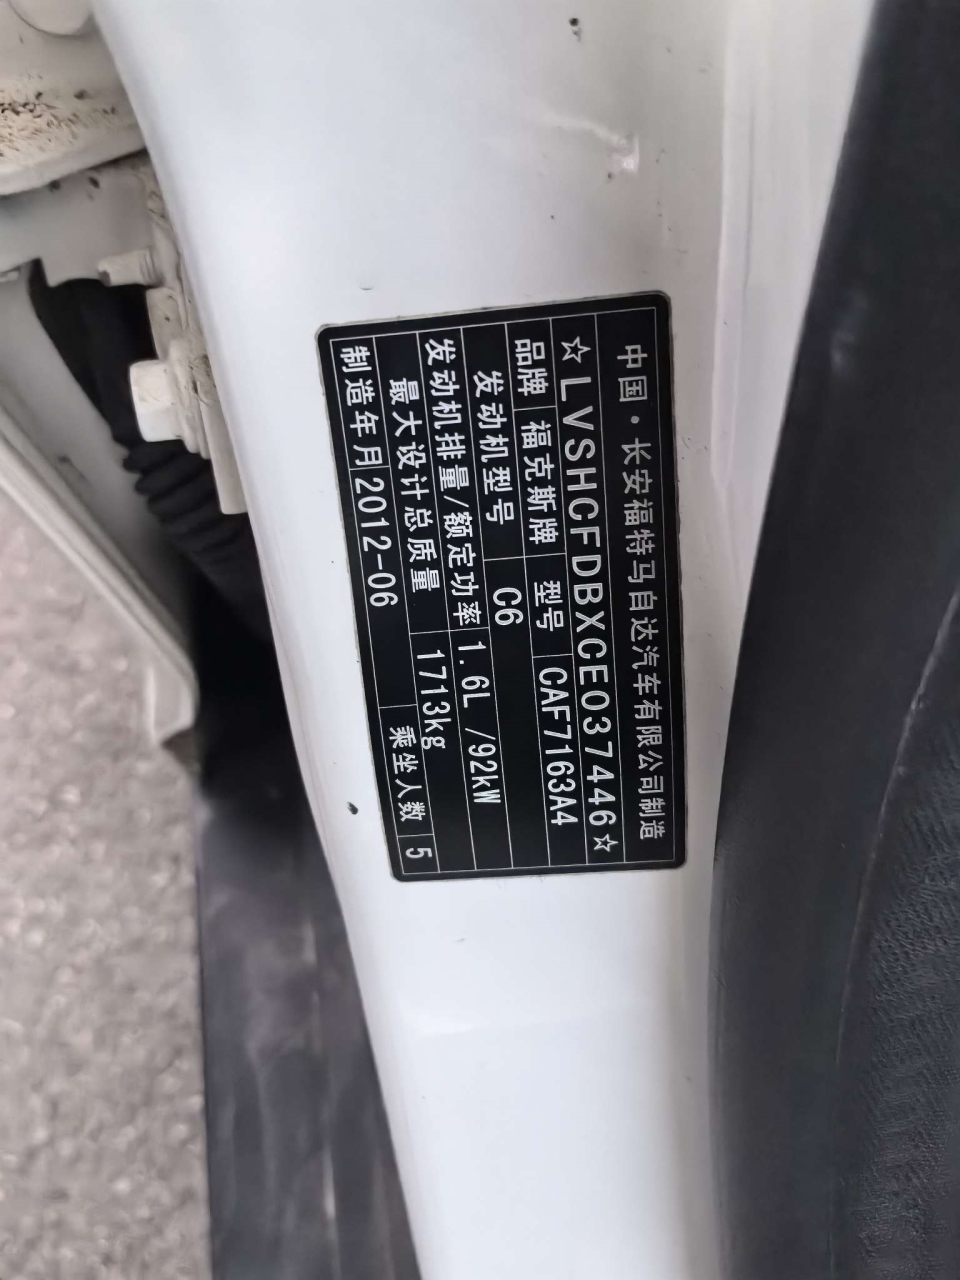 中国·长安福特马自达汽车有限公司制造
☆LVSHCFDBXCE037446☆
品牌 福克斯牌 型号 CAF7163A4
发动机型号 C6
发动机排量/额定功率 1.6L /92kW
最大设计总质量 1713kg
制造年月 2012-06 乘坐人数 5